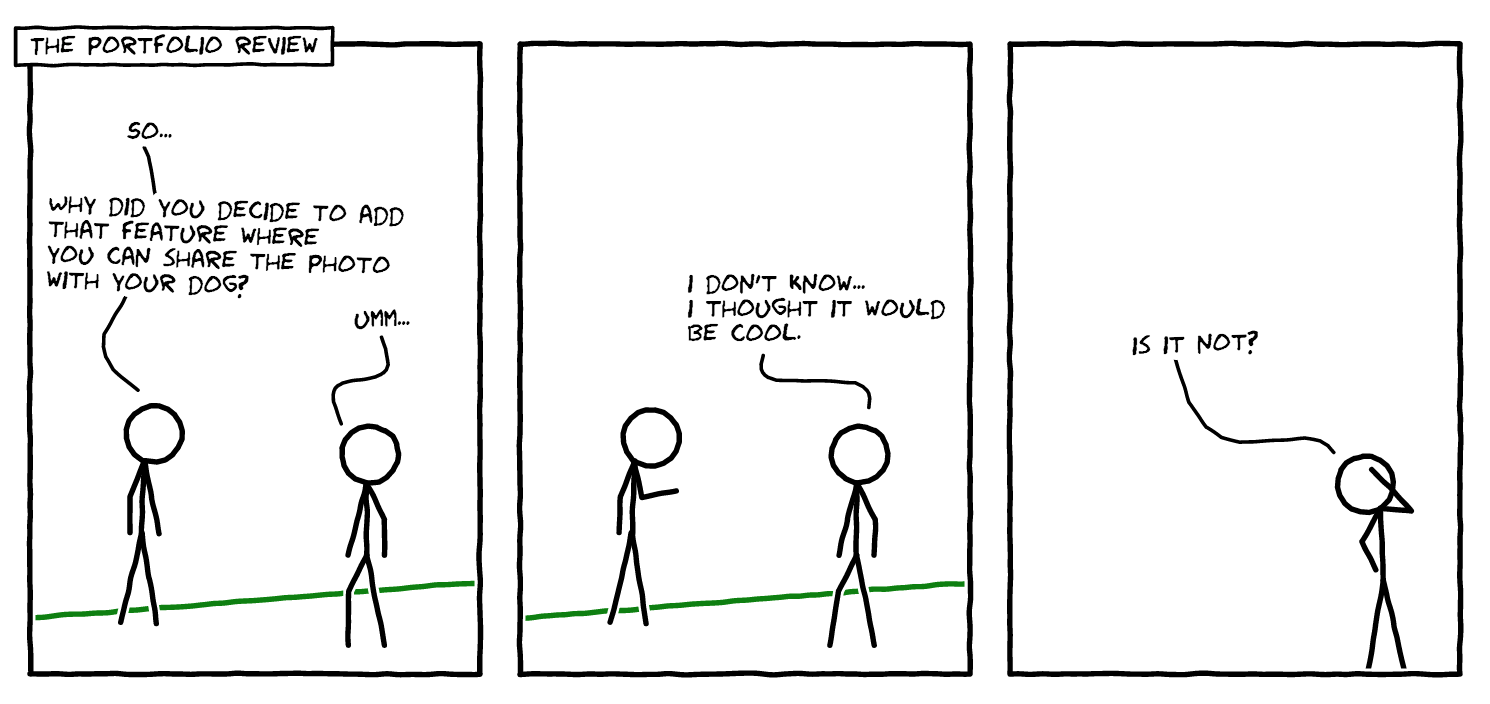 THE PORTFOLIO REVIEW
SO...
WHY DID YOU DECIDE TO ADD
THAT FEATURE WHERE
YOU CAN SHARE THE PHOTO
WITH YOUR DOG?
UMM...
I DON'T KNOW...
I THOUGHT IT WOULD
BE COOL.
IS IT NOT?